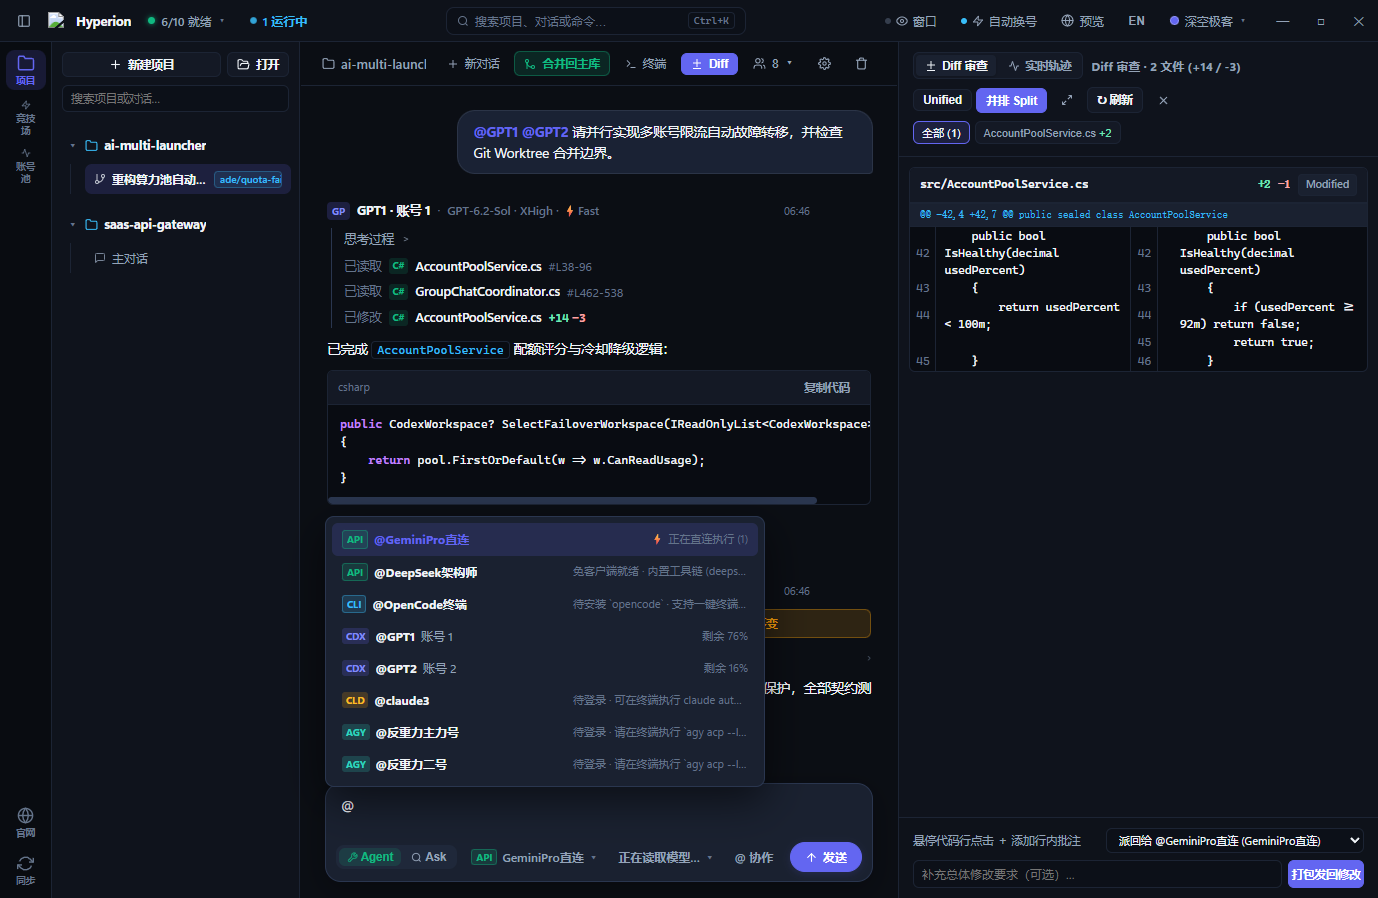 Hyperion
6/10 就绪
1 运行中
搜索项目、对话或命令...
Ctrl+K
窗口
自动换号
预览
EN
深空极客
项目
竞技场
账号池
官网
同步
+ 新建项目
打开
搜索项目或对话...
ai-multi-launcher
重构算力池自动...
ade/quota-fai
saas-api-gateway
主对话
ai-multi-launcl
+ 新对话
合并回主库
终端
± Diff
8
@GPT1 @GPT2 请并行实现多账号限流自动故障转移，并检查
Git Worktree 合并边界。
GP
GPT1 · 账号 1 · GPT-6.2-Sol · XHigh · Fast
06:46
思考过程 >
已读取 C# AccountPoolService.cs #L38-96
已读取 C# GroupChatCoordinator.cs #L462-538
已修改 C# AccountPoolService.cs +14 −3
已完成 AccountPoolService 配额评分与冷却降级逻辑：
csharp
复制代码
public CodexWorkspace? SelectFailoverWorkspace(IReadOnlyList<CodexWorkspace>
{
return pool.FirstOrDefault(w => w.CanReadUsage);
}
API @GeminiPro直连 正在直连执行 (1)
API @DeepSeek架构师 免客户端就绪 · 内置工具链 (deeps...
CLI @OpenCode终端 待安装 `opencode` · 支持一键终端...
CDX @GPT1 账号 1 剩余 76%
CDX @GPT2 账号 2 剩余 16%
CLD @claude3 待登录 · 可在终端执行 claude aut...
AGY @反重力主力号 待登录 · 请在终端执行 `agy acp --l...
AGY @反重力二号 待登录 · 请在终端执行 `agy acp --l...
06:46
变
保护，全部契约测
@
Agent
Ask
API GeminiPro直连
正在读取模型...
@ 协作
发送
± Diff 审查
实时轨迹
Diff 审查 · 2 文件 (+14 / -3)
Unified
并排 Split
↻ 刷新
全部 (1)
AccountPoolService.cs +2
src/AccountPoolService.cs
+2 −1 Modified
@@ -42,4 +42,7 @@ public sealed class AccountPoolService
42 public bool IsHealthy(decimal usedPercent)
43 {
44 return usedPercent < 100m;
45 }
42 public bool IsHealthy(decimal usedPercent)
43 {
44 if (usedPercent ≥ 92m) return false;
45 return true;
46 }
悬停代码行点击 + 添加行内批注
派回给 @GeminiPro直连 (GeminiPro直连)
补充总体修改要求（可选）...
打包发回修改